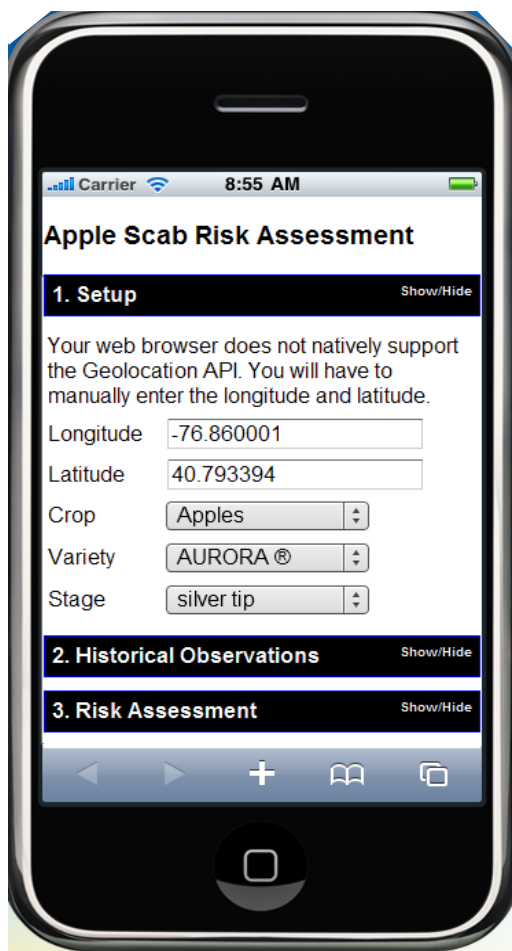 Carrier 8:55 AM
Apple Scab Risk Assessment
1. Setup Show/Hide
Your web browser does not natively support
the Geolocation API. You will have to
manually enter the longitude and latitude.
Longitude -76.860001
Latitude 40.793394
Crop Apples
Variety AURORA ®
Stage silver tip
2. Historical Observations Show/Hide
3. Risk Assessment Show/Hide